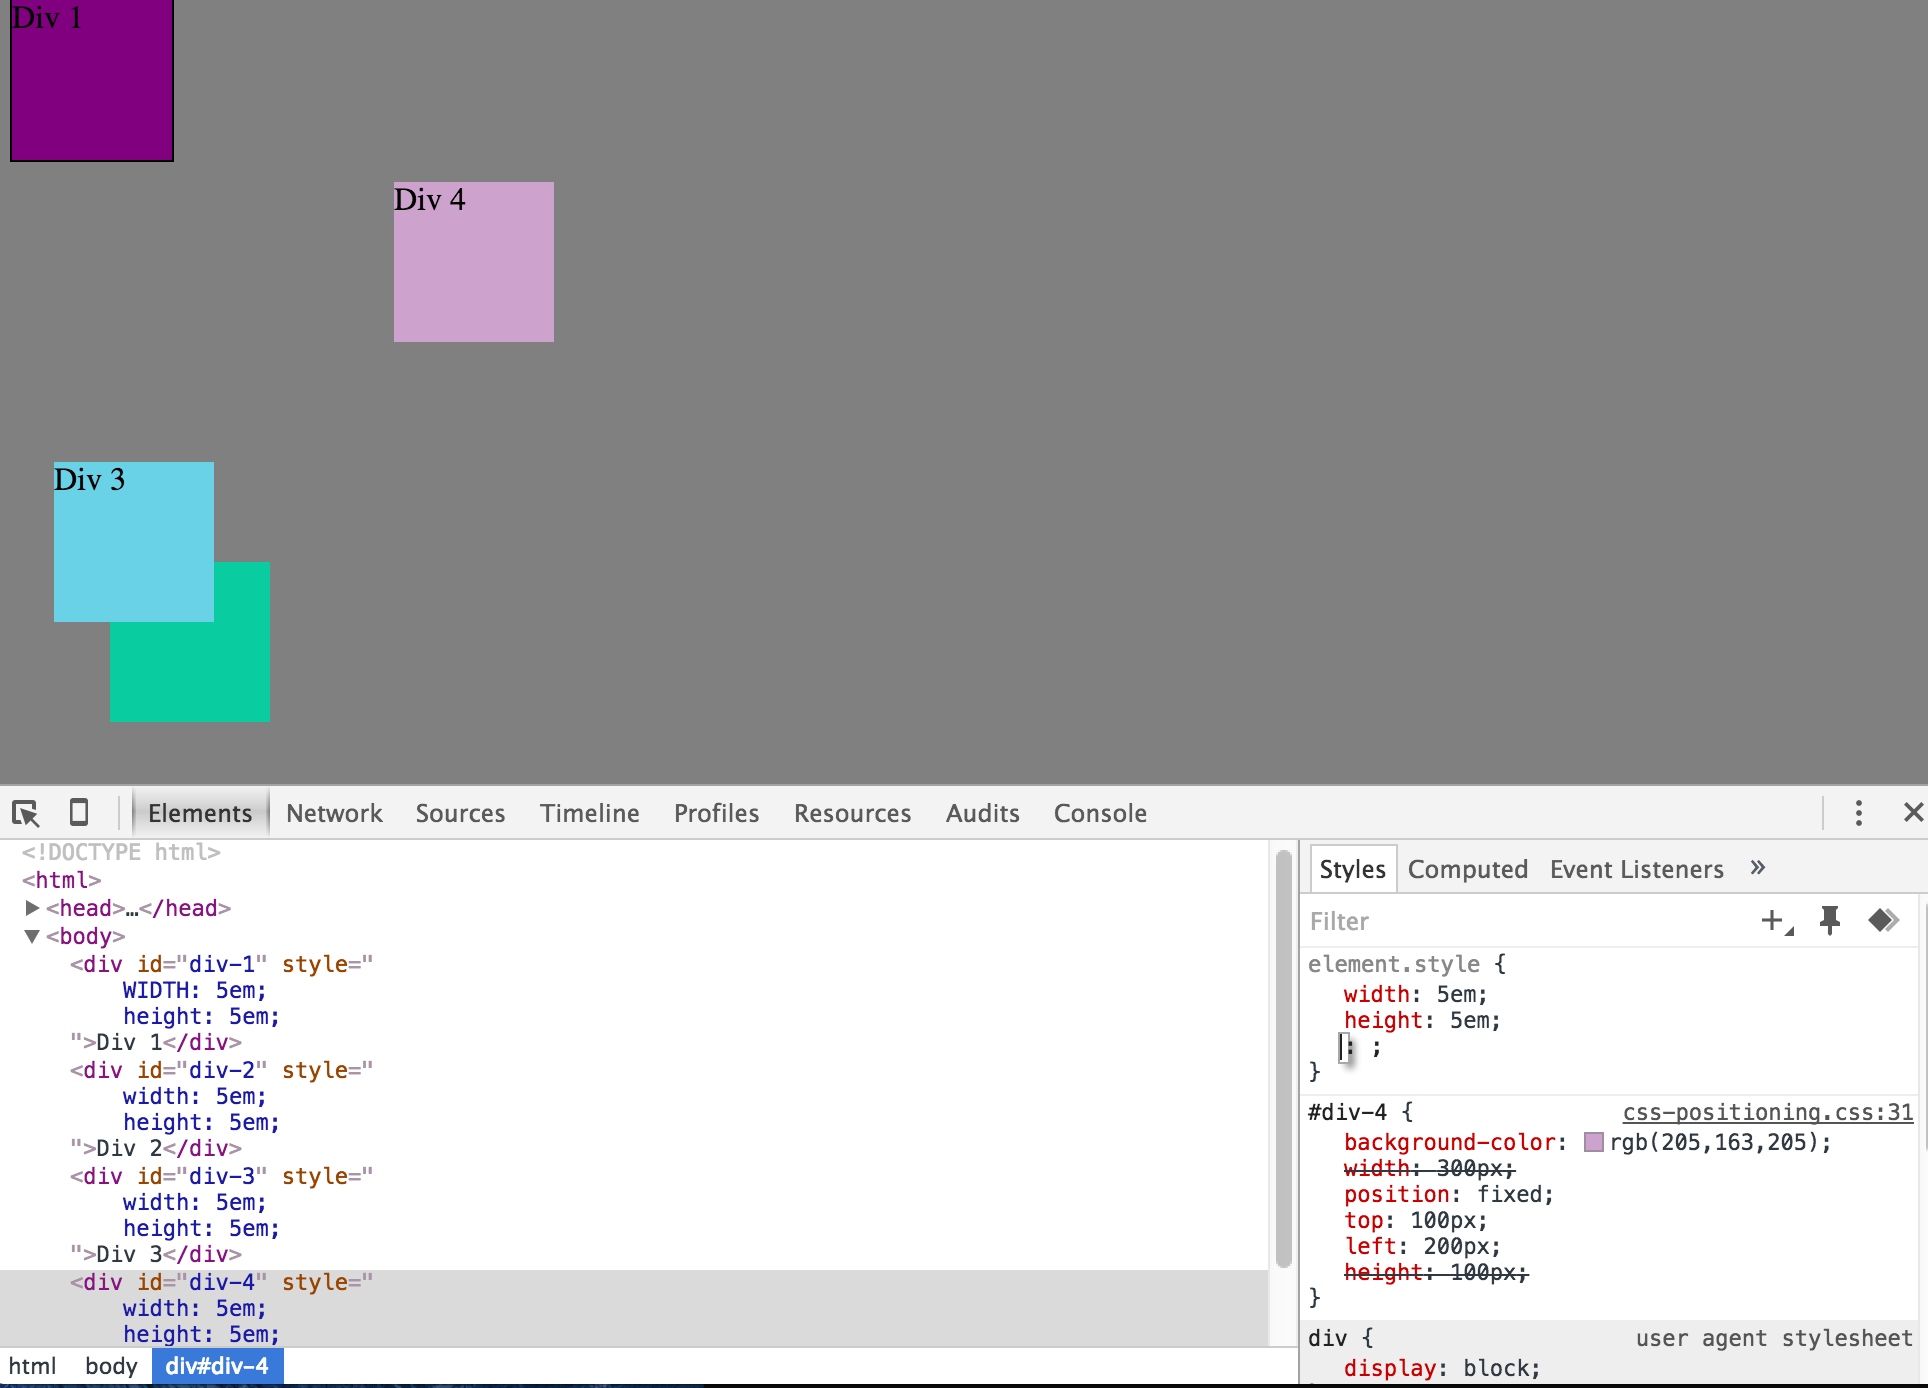 Div 1
Div 4
Div 3
Elements Network Sources Timeline Profiles Resources Audits Console
<!DOCTYPE html>
<html>
<head>…</head>
<body>
<div id="div-1" style="
WIDTH: 5em;
height: 5em;
">Div 1</div>
<div id="div-2" style="
width: 5em;
height: 5em;
">Div 2</div>
<div id="div-3" style="
width: 5em;
height: 5em;
">Div 3</div>
<div id="div-4" style="
width: 5em;
height: 5em;
html body div#div-4
Styles Computed Event Listeners »
Filter
element.style {
width: 5em;
height: 5em;
: ;
}
#div-4 { css-positioning.css:31
background-color: rgb(205,163,205);
width: 300px;
position: fixed;
top: 100px;
left: 200px;
height: 100px;
}
div { user agent stylesheet
display: block;